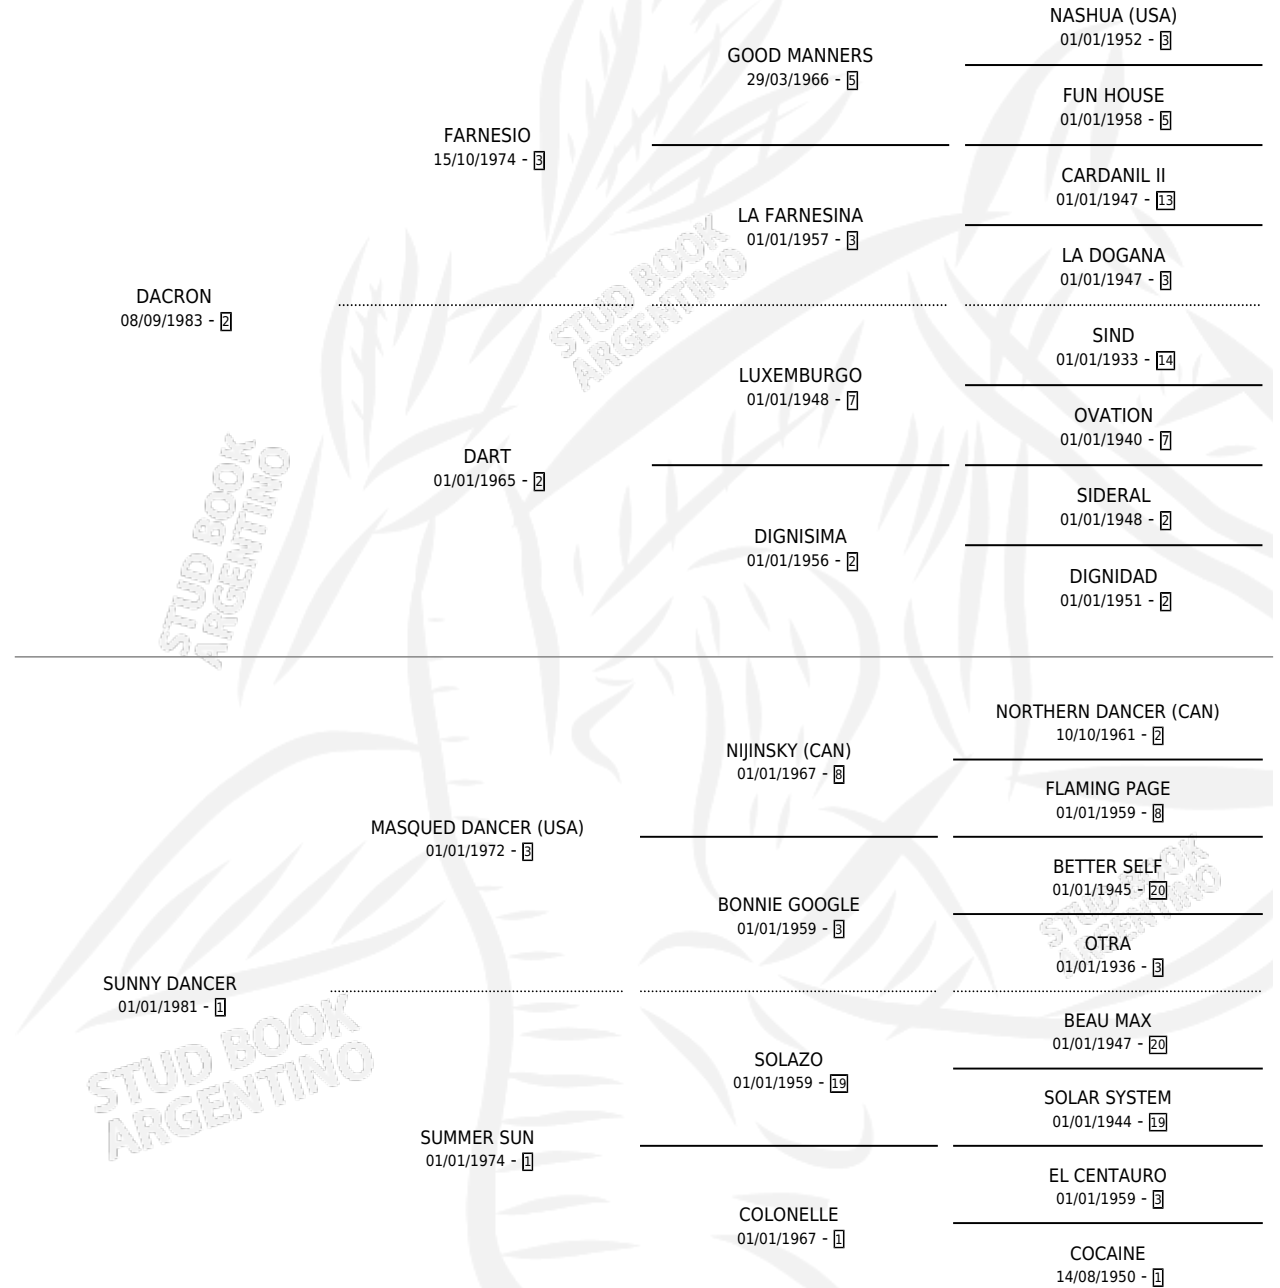 NASHUA (USA)
01/01/1952 - 3
GOOD MANNERS
29/03/1966 - 5
FUN HOUSE
01/01/1958 - 5
FARNESIO
15/10/1974 - 3
CARDANIL II
01/01/1947 - 13
LA FARNESINA
01/01/1957 - 3
LA DOGANA
01/01/1947 - 3
DACRON
08/09/1983 - 2
STUD BOOK
ARGENTINO
SIND
01/01/1933 - 14
LUXEMBURGO
01/01/1948 - 7
OVATION
01/01/1940 - 7
DART
01/01/1965 - 2
SIDERAL
01/01/1948 - 2
DIGNISIMA
01/01/1956 - 2
DIGNIDAD
01/01/1951 - 2
STUD BOOK
ARGENTINO
NORTHERN DANCER (CAN)
10/10/1961 - 2
NIJINSKY (CAN)
01/01/1967 - 8
FLAMING PAGE
01/01/1959 - 8
MASQUED DANCER (USA)
01/01/1972 - 3
BETTER SELF
01/01/1945 - 20
BONNIE GOOGLE
01/01/1959 - 3
OTRA
01/01/1936 - 3
STUD BOOK
ARGENTINO
SUNNY DANCER
01/01/1981 - 1
BEAU MAX
01/01/1947 - 20
SOLAZO
01/01/1959 - 19
SOLAR SYSTEM
01/01/1944 - 19
STUD BOOK
ARGENTINO
SUMMER SUN
01/01/1974 - 1
EL CENTAURO
01/01/1959 - 3
COLONELLE
01/01/1967 - 1
COCAINE
14/08/1950 - 1